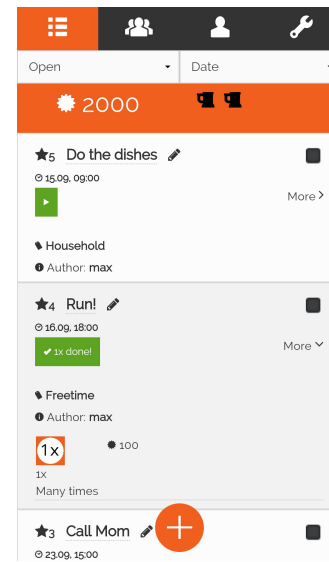 Open
Date
2000
5 Do the dishes
15.09, 09:00
More
Household
Author: max
4 Run!
16.09, 18:00
1x done!
More
Freetime
Author: max
1x
100
1x
Many times
3 Call Mom
23.09, 15:00